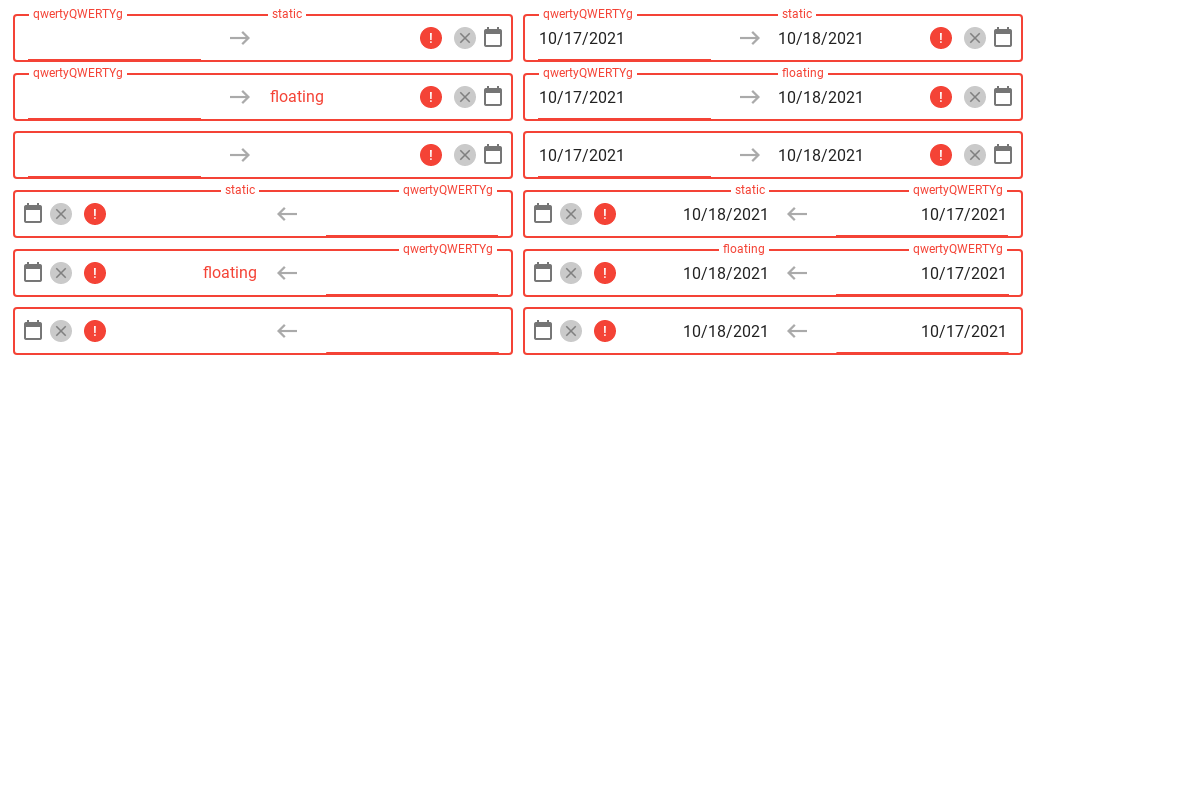 qwertyQWERTYg static qwertyQWERTYg static
! 10/17/2021 10/18/2021 !
qwertyQWERTYg qwertyQWERTYg floating
floating ! 10/17/2021 10/18/2021 !
! 10/17/2021 10/18/2021 !
static qwertyQWERTYg static qwertyQWERTYg
! ! 10/18/2021 10/17/2021
qwertyQWERTYg floating qwertyQWERTYg
! floating ! 10/18/2021 10/17/2021
! ! 10/18/2021 10/17/2021